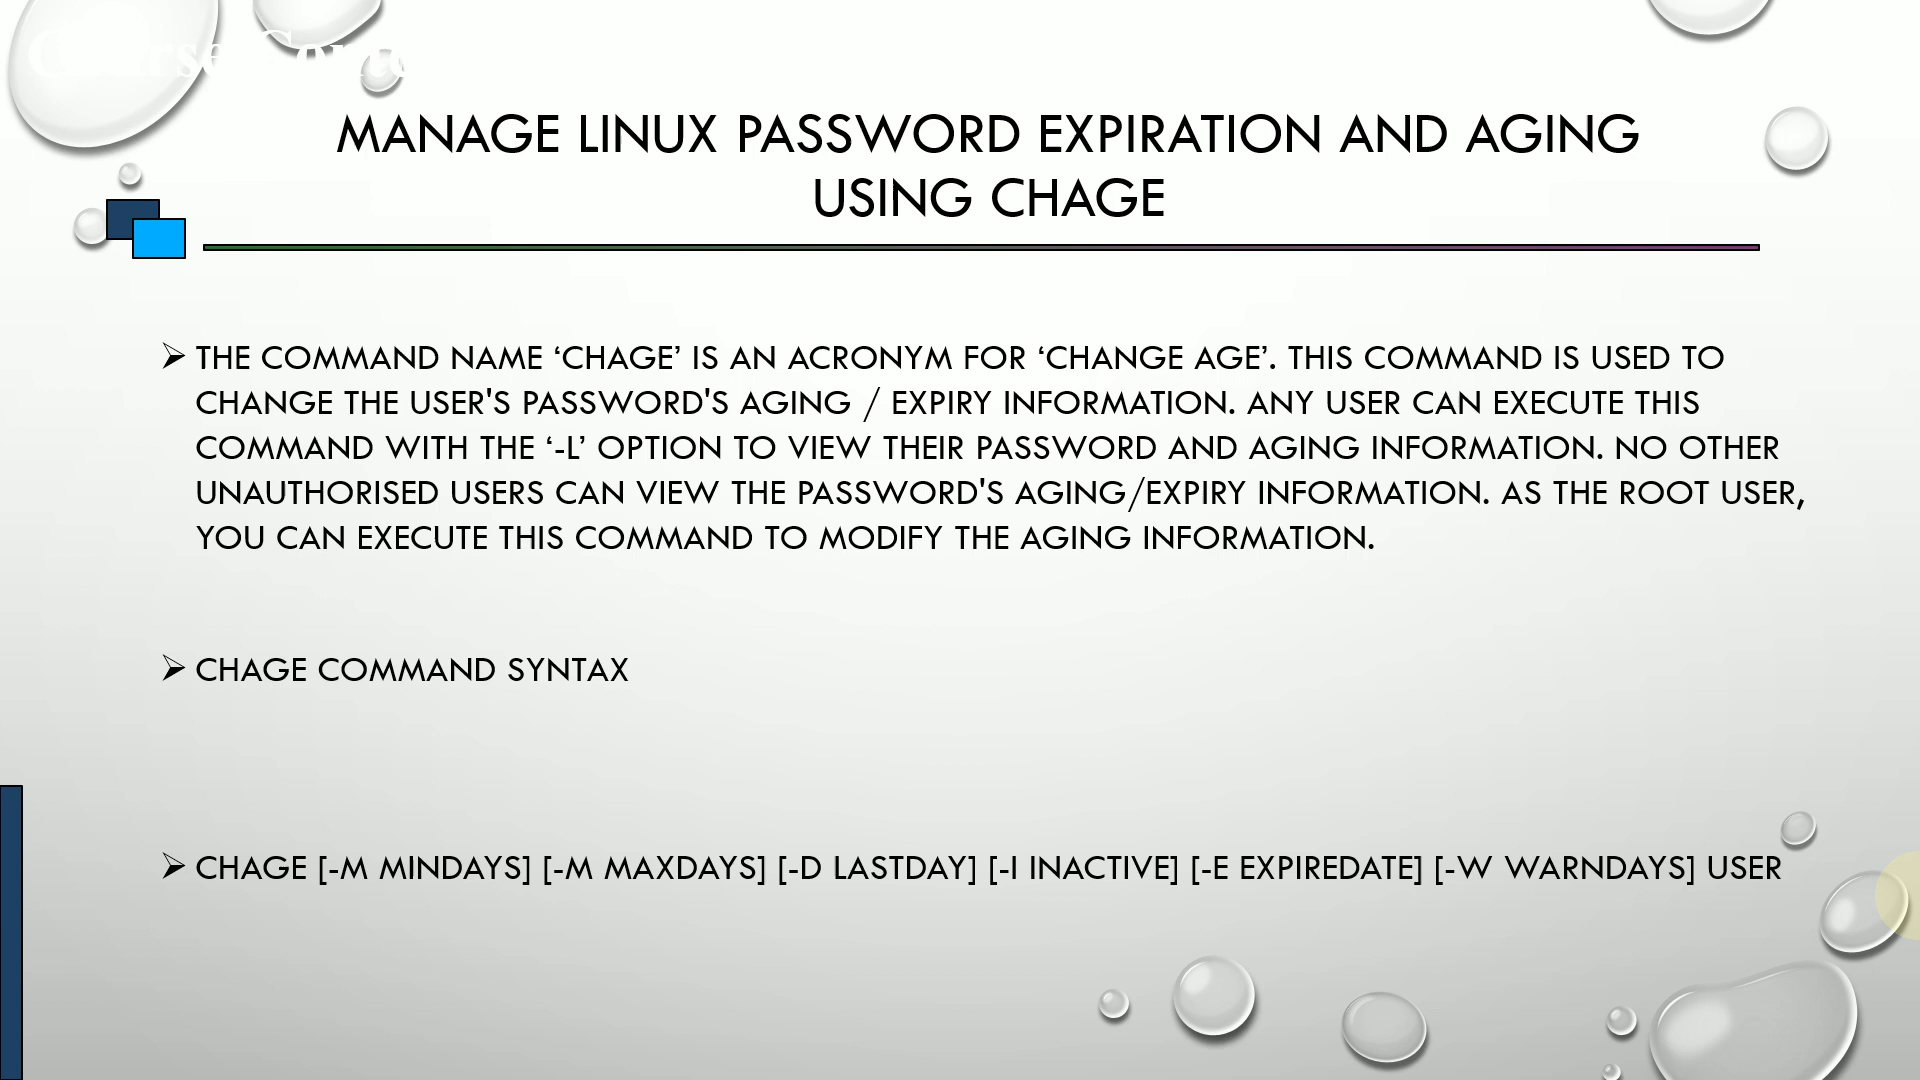 MANAGE LINUX PASSWORD EXPIRATION AND AGING
USING CHAGE
➢ THE COMMAND NAME ‘CHAGE’ IS AN ACRONYM FOR ‘CHANGE AGE’. THIS COMMAND IS USED TO
CHANGE THE USER'S PASSWORD'S AGING / EXPIRY INFORMATION. ANY USER CAN EXECUTE THIS
COMMAND WITH THE ‘-L’ OPTION TO VIEW THEIR PASSWORD AND AGING INFORMATION. NO OTHER
UNAUTHORISED USERS CAN VIEW THE PASSWORD'S AGING/EXPIRY INFORMATION. AS THE ROOT USER,
YOU CAN EXECUTE THIS COMMAND TO MODIFY THE AGING INFORMATION.
➢ CHAGE COMMAND SYNTAX
➢ CHAGE [-M MINDAYS] [-M MAXDAYS] [-D LASTDAY] [-I INACTIVE] [-E EXPIREDATE] [-W WARNDAYS] USER